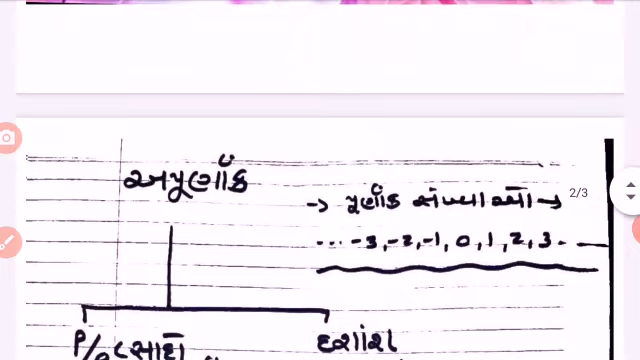 અપૂર્ણાંક
→ પૂર્ણાંક સંખ્યાઓ →
2/3
... -3, -2, -1, 0, 1, 2, 3.
P/q સાદા
દશાંશ